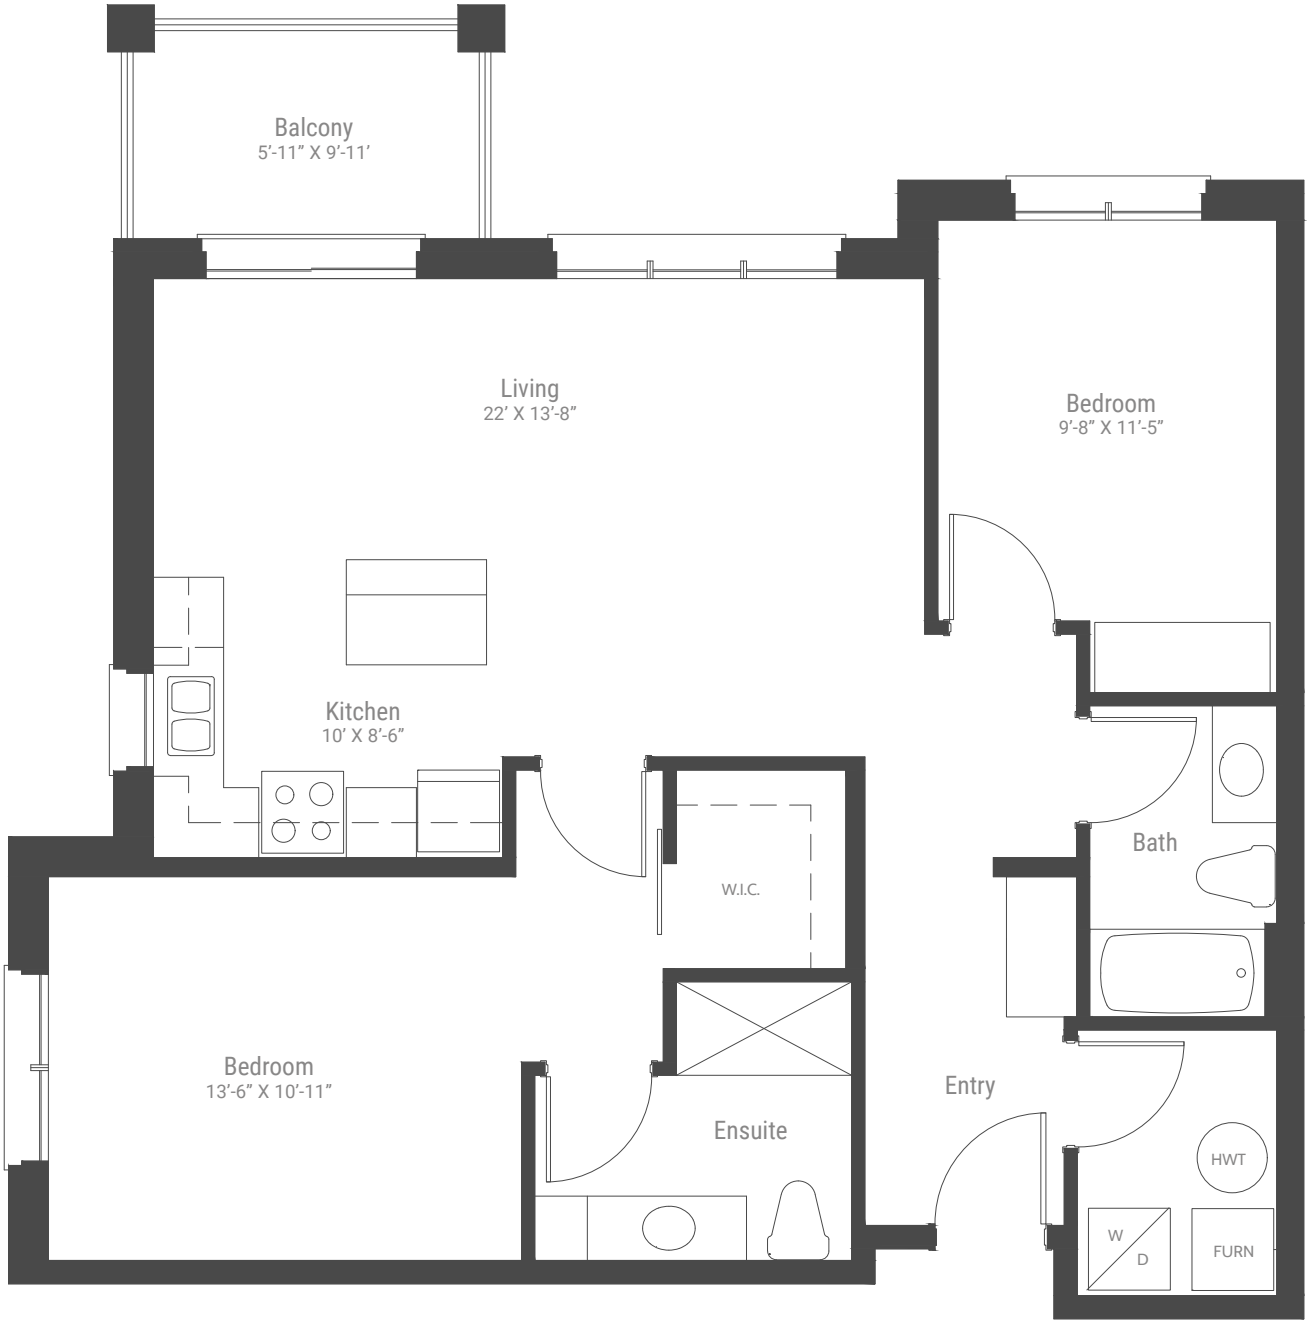 Balcony
5'-11” X 9'-11'
Living
22' X 13'-8”
Bedroom
9'-8” X 11'-5”
Kitchen
10' X 8'-6”
Bath
W.I.C.
Bedroom
13'-6” X 10'-11”
Entry
Ensuite
HWT
W
D
FURN